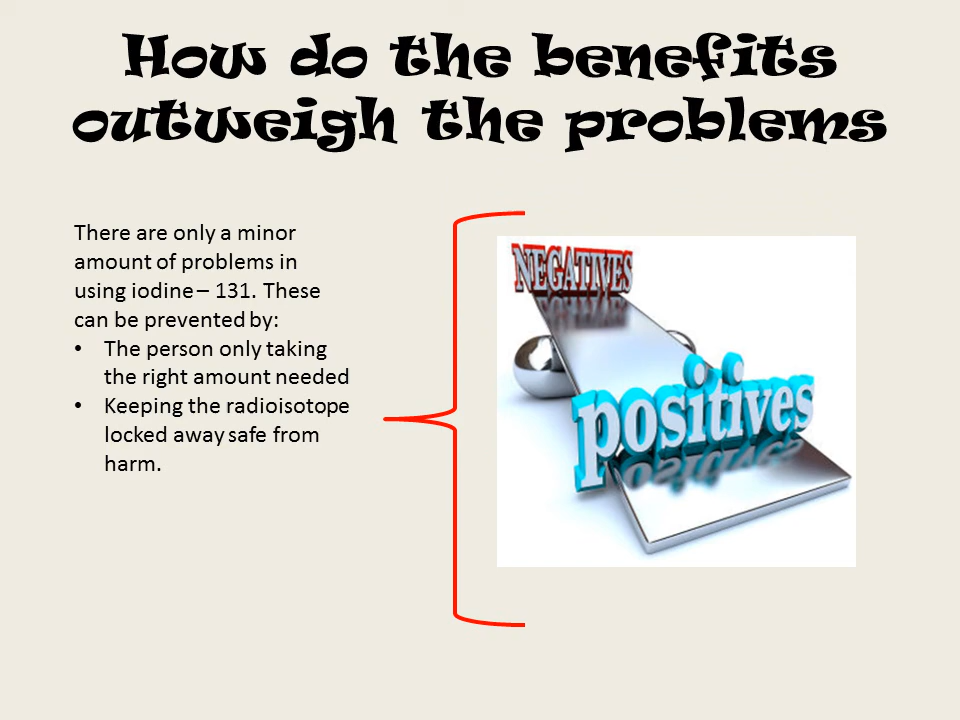 How do the benefits
outweigh the problems
There are only a minor
amount of problems in
using iodine – 131. These
can be prevented by:
• The person only taking
the right amount needed
• Keeping the radioisotope
locked away safe from
harm.
NEGATIVES
positives